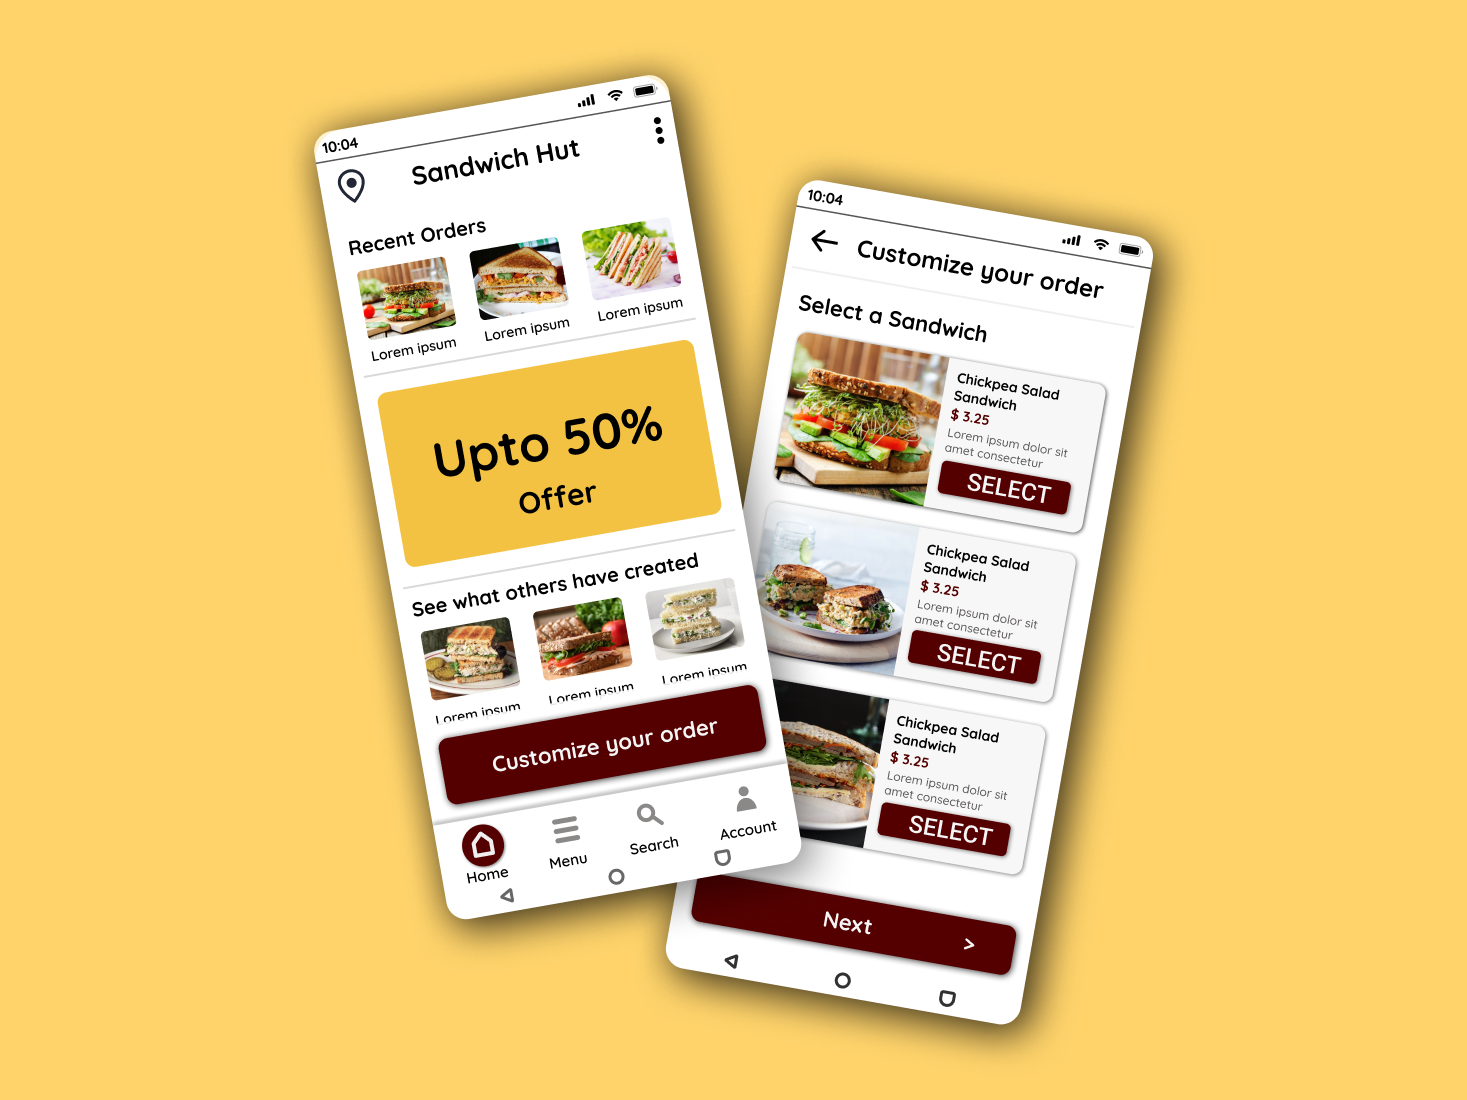 10:04
Sandwich Hut
Recent Orders
Lorem ipsum
Lorem ipsum
Lorem ipsum
Upto 50%
Offer
See what others have created
Lorem ipsum
Lorem ipsum
Lorem ipsum
Customize your order
Home
Menu
Search
Account
10:04
Customize your order
Select a Sandwich
Chickpea Salad
Sandwich
$ 3.25
Lorem ipsum dolor sit
amet consectetur
SELECT
Chickpea Salad
Sandwich
$ 3.25
Lorem ipsum dolor sit
amet consectetur
SELECT
Chickpea Salad
Sandwich
$ 3.25
Lorem ipsum dolor sit
amet consectetur
SELECT
Next >